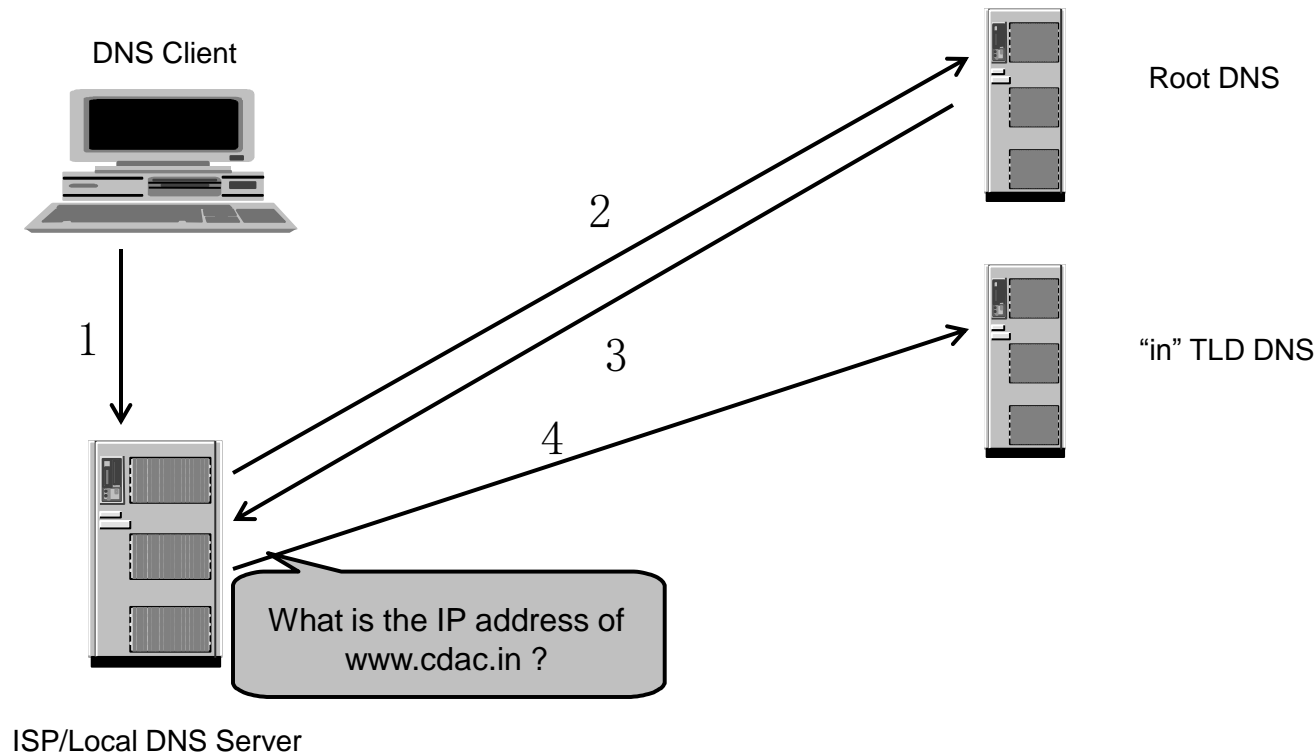 DNS Client
Root DNS
2
1
3
“in” TLD DNS
4
What is the IP address of
www.cdac.in ?
ISP/Local DNS Server